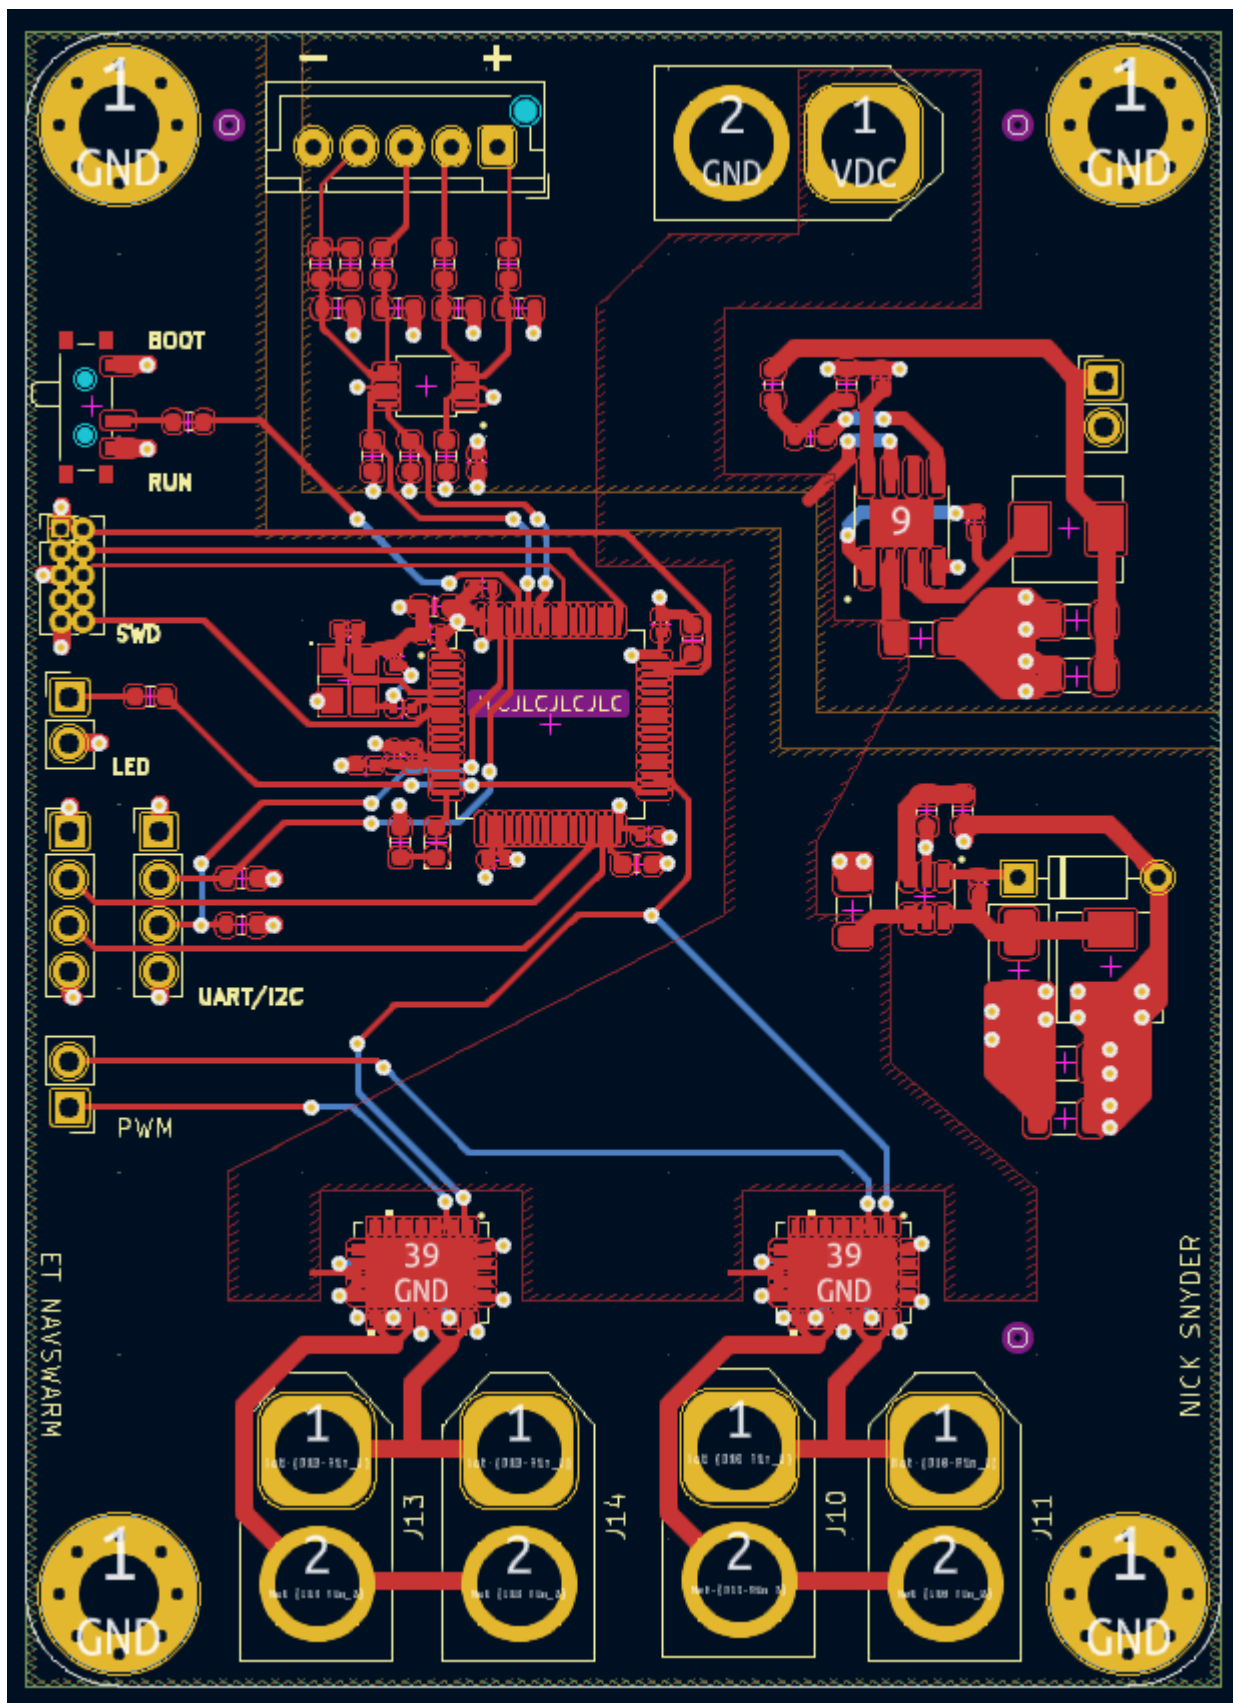 - +
1
GND
2
GND
1
VDC
1
GND
BOOT
RUN
9
SWD
JLCJLCJLCJLC
LED
UART/I2C
PWM
39
GND
39
GND
ET NAVSWARM
NICK SNYDER
1
1
1
1
J13
J14
J10
J11
2
2
2
2
1
GND
1
GND